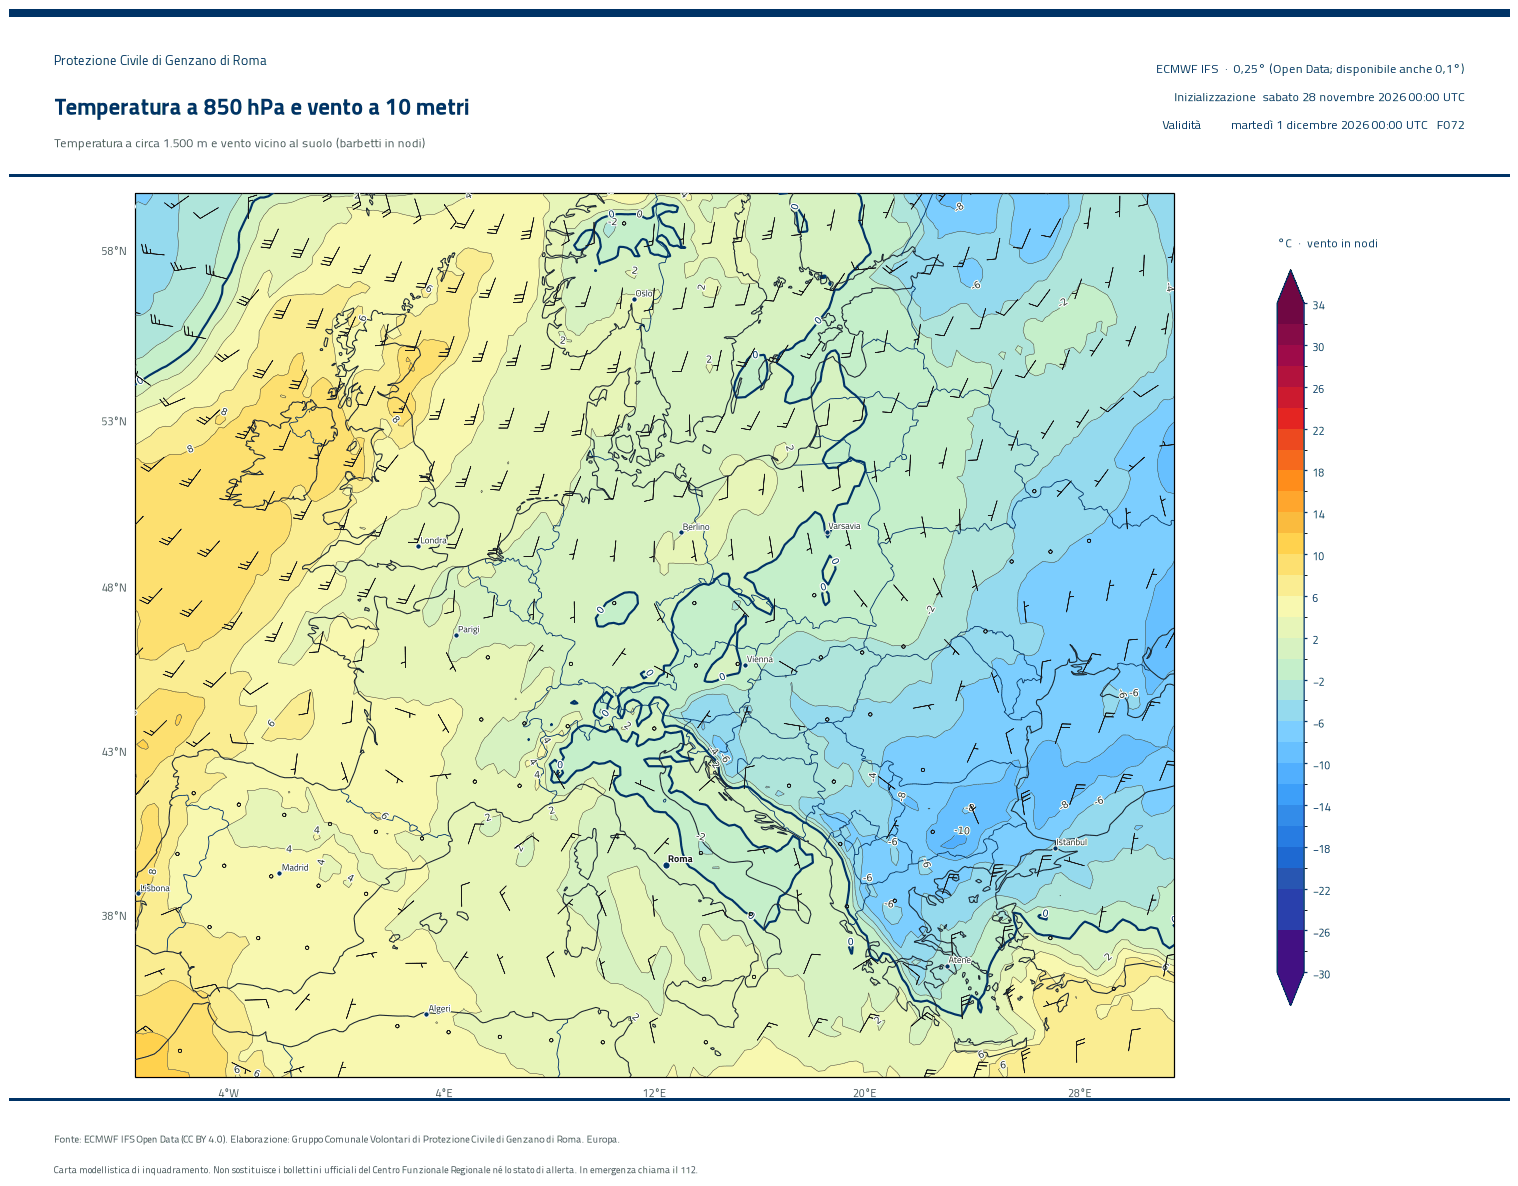 Protezione Civile di Genzano di Roma
Temperatura a 850 hPa e vento a 10 metri
Temperatura a circa 1.500 m e vento vicino al suolo (barbetti in nodi)
ECMWF IFS · 0,25° (Open Data; disponibile anche 0,1°)
Inizializzazione sabato 28 novembre 2026 00:00 UTC
Validità martedì 1 dicembre 2026 00:00 UTC F072
°C · vento in nodi
34
30
26
22
18
14
10
6
2
−2
−6
−10
−14
−18
−22
−26
−30
58°N
53°N
48°N
43°N
38°N
4°W
4°E
12°E
20°E
28°E
Oslo
Berlino
Varsavia
Londra
Parigi
Vienna
Roma
Madrid
Lisbona
Istanbul
Atene
Algeri
Fonte: ECMWF IFS Open Data (CC BY 4.0). Elaborazione: Gruppo Comunale Volontari di Protezione Civile di Genzano di Roma. Europa.
Carta modellistica di inquadramento. Non sostituisce i bollettini ufficiali del Centro Funzionale Regionale né lo stato di allerta. In emergenza chiama il 112.